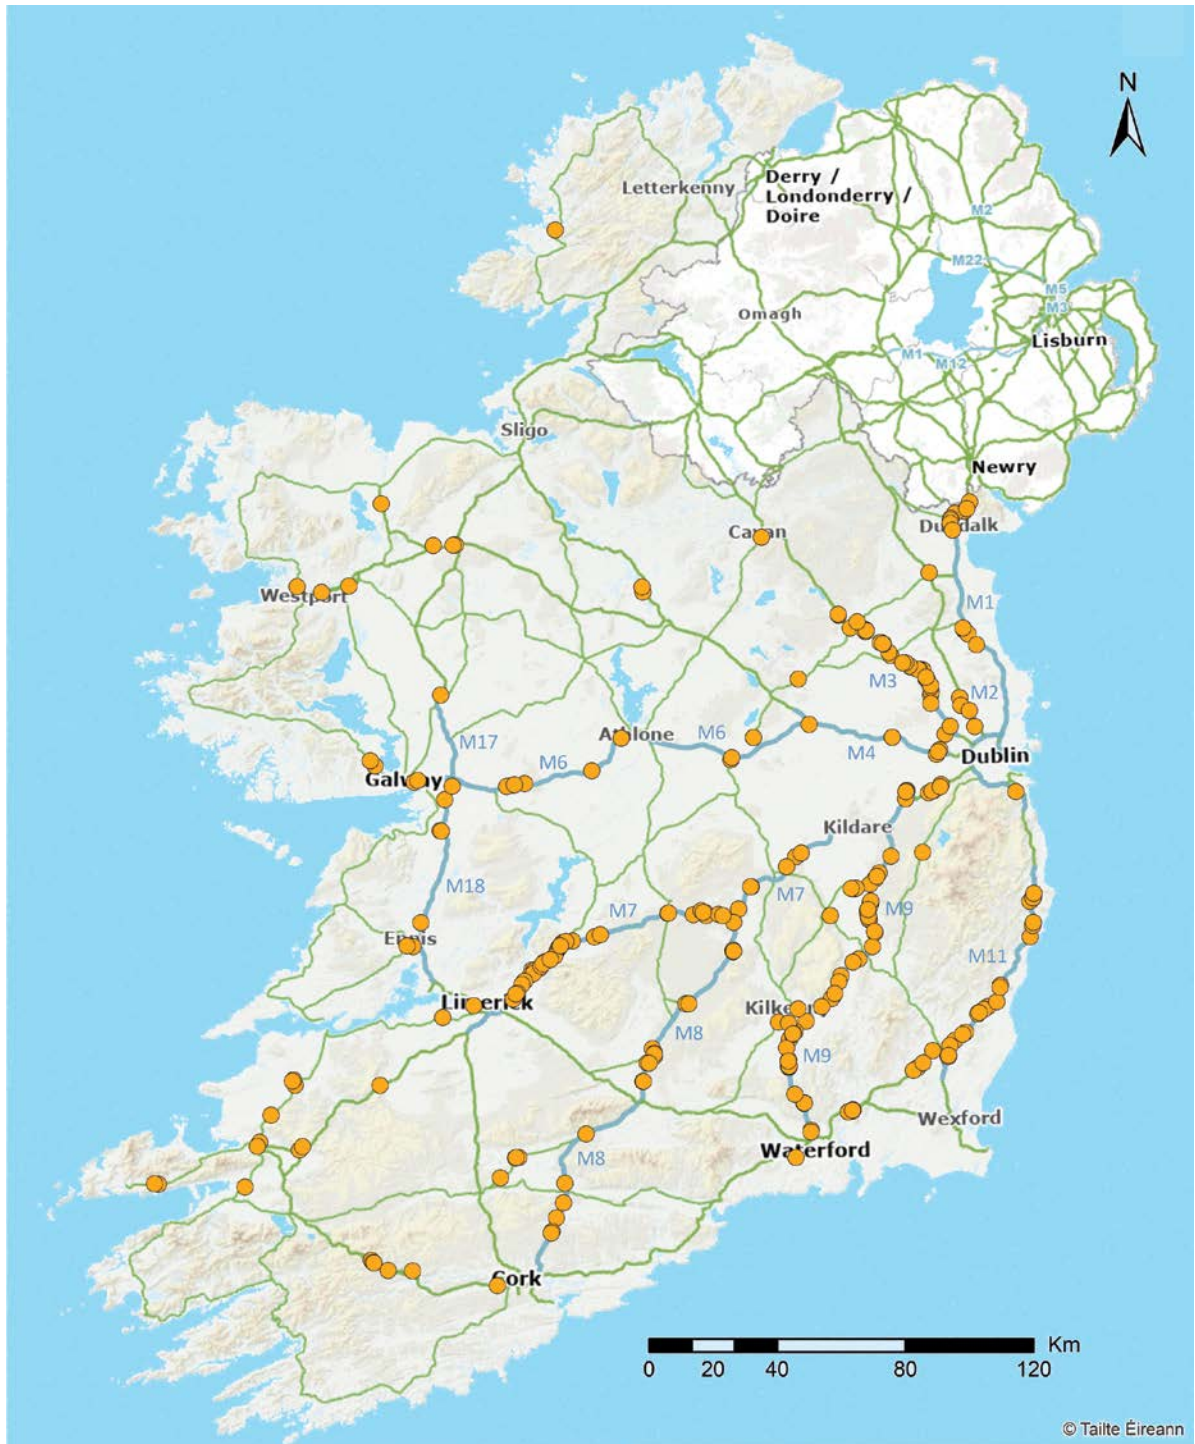 N
Letterkenny
Derry /
Londonderry /
Doire
M2
M22
M5
M3
Omagh
Lisburn
M1
M12
Sligo
Newry
Dundalk
Cavan
Westport
M1
M3
M2
M17
Athlone
M6
M6
M4
Dublin
Galway
Kildare
M18
M7
M7
M9
Ennis
M11
Limerick
M8
M9
Wexford
Waterford
M8
Cork
Km
0 20 40 80 120
© Tailte Éireann